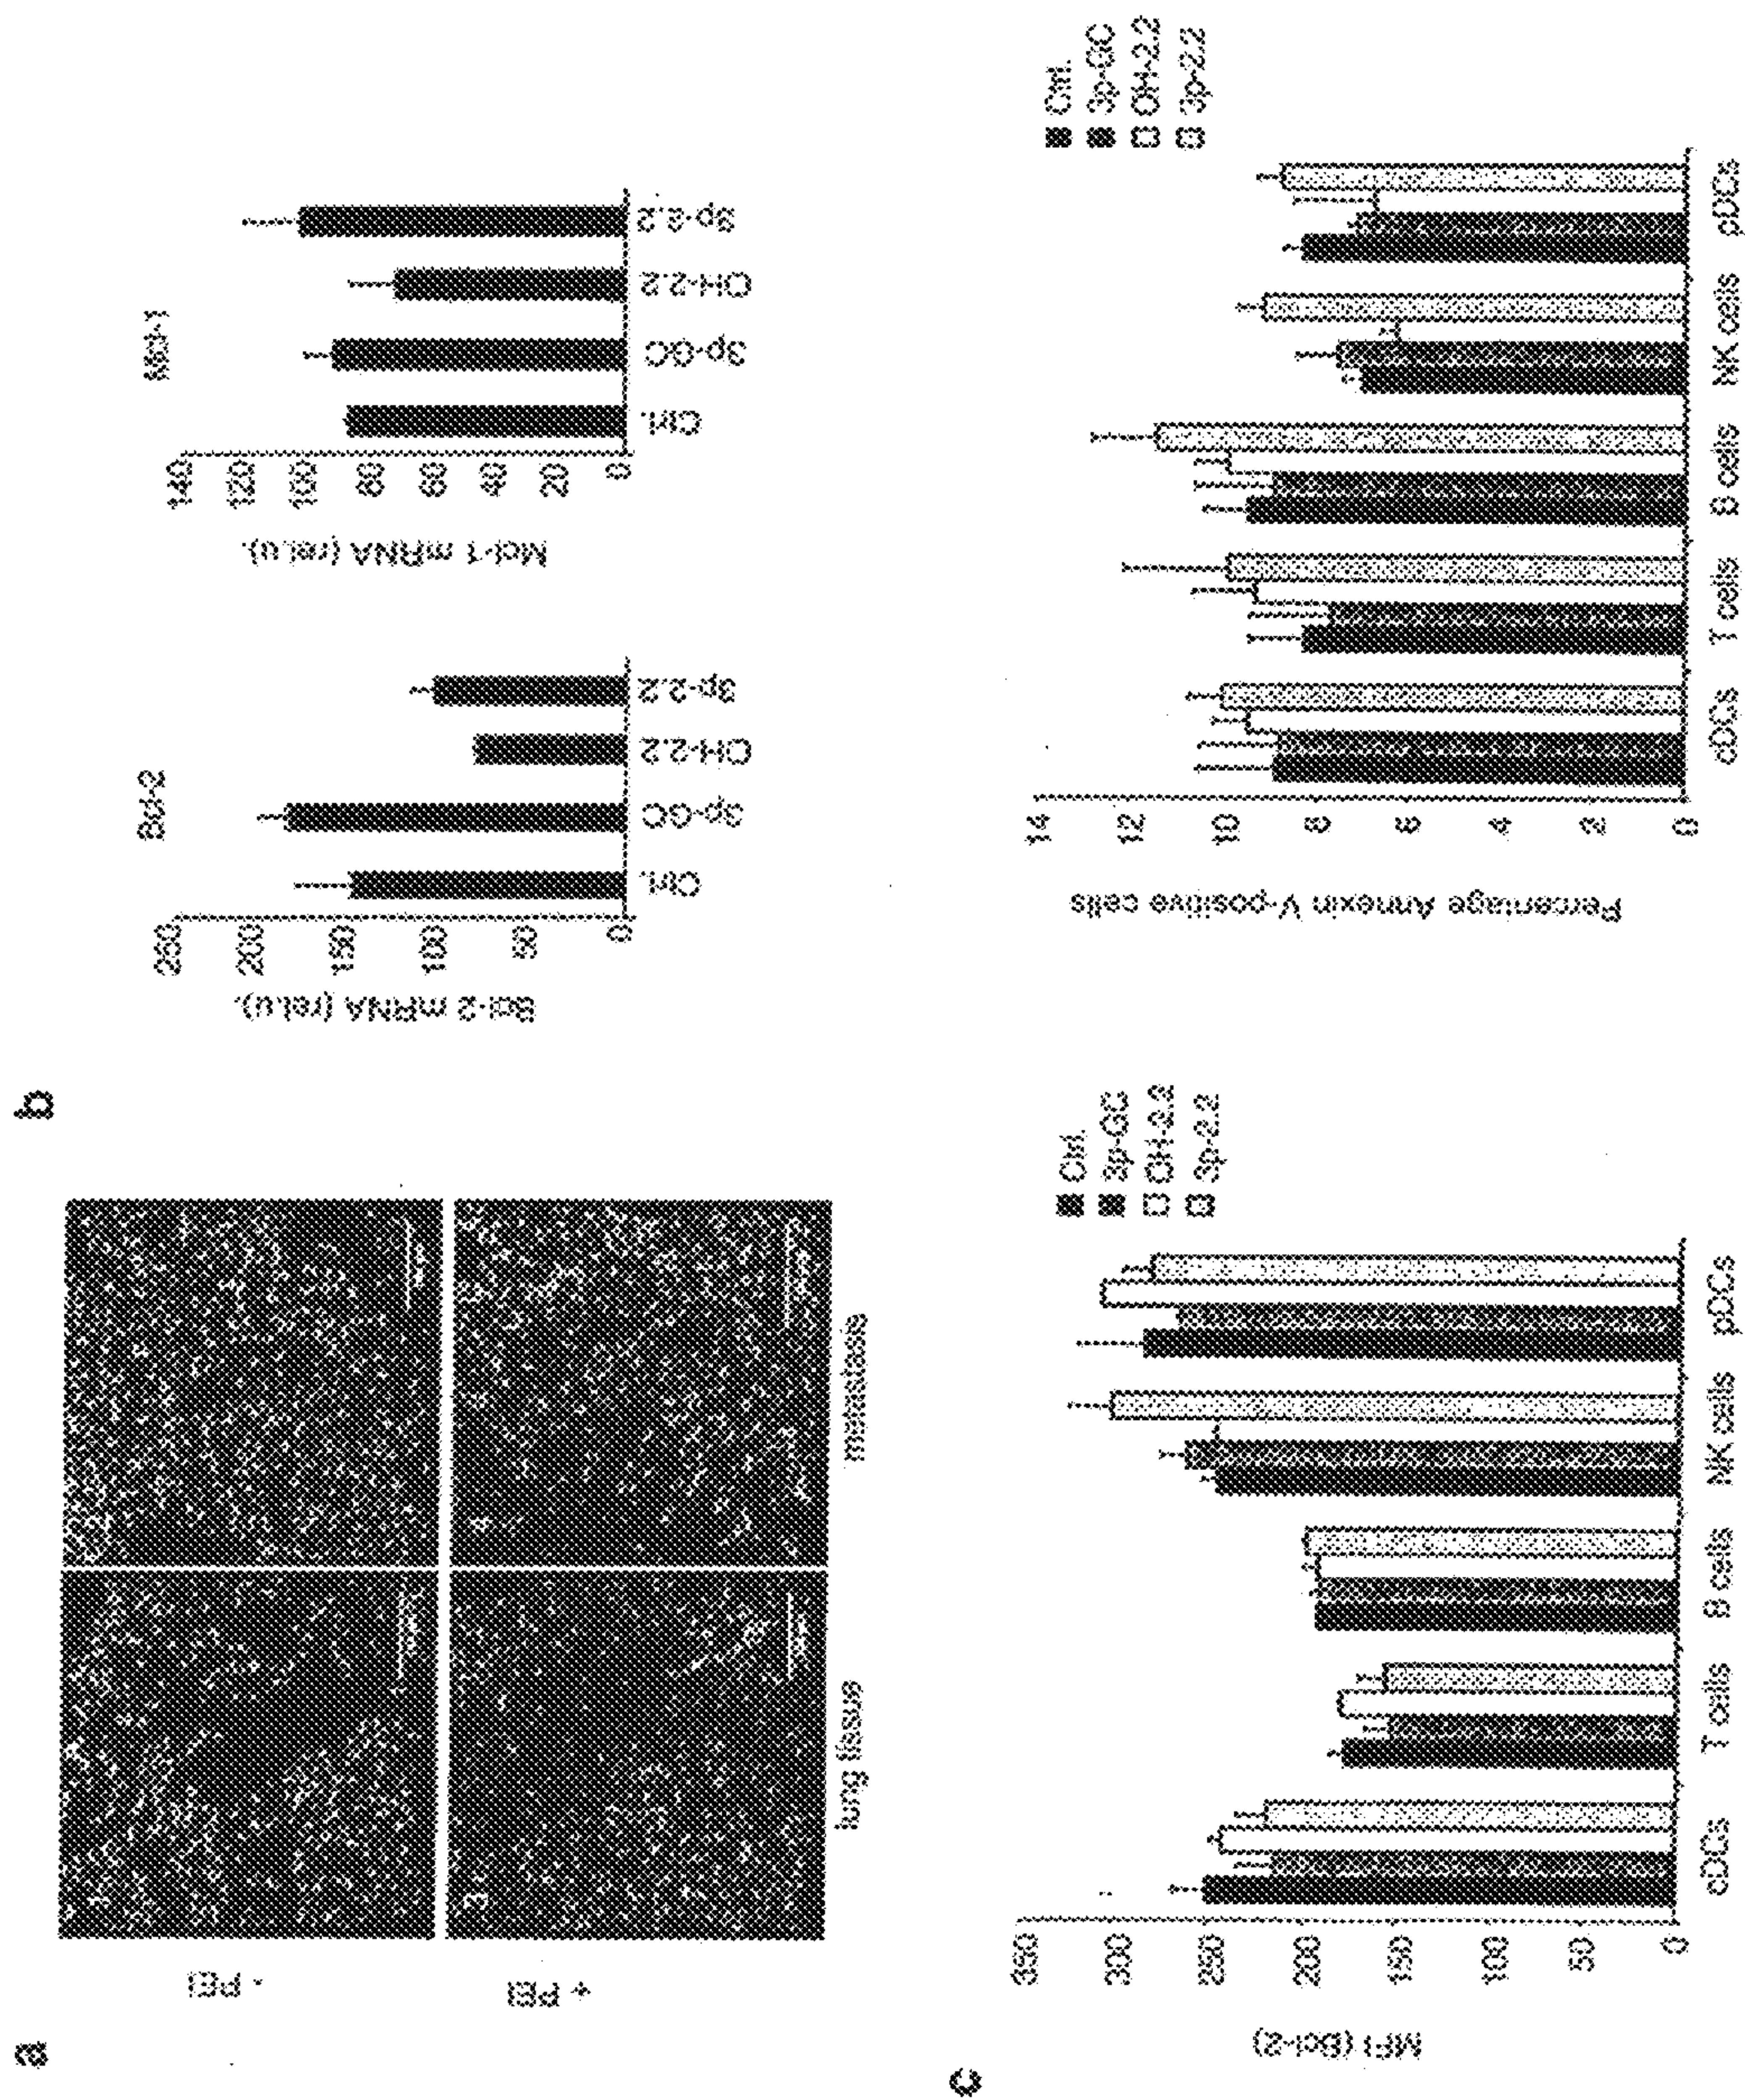 a
- PEI
+ PEI
3
4
lung tissue
metastasis
b
Bcl-2
Bcl-2 mRNA (rel.u).
250
200
150
100
50
0
Ctrl.
3p-GC
OH-2.2
3p-2.2
Mcl-1
Mcl-1 mRNA (rel.u).
140
120
100
80
60
40
20
0
Ctrl.
3p-GC
OH-2.2
3p-2.2
c
MFI (Bcl-2)
350
300
250
200
150
100
50
0
cDCs
T cells
B cells
NK cells
pDCs
Ctrl.
3p-GC
OH-2.2
3p-2.2
Percentage Annexin V-positive cells
14
12
10
8
6
4
2
0
cDCs
T cells
B cells
NK cells
pDCs
Ctrl.
3p-GC
OH-2.2
3p-2.2